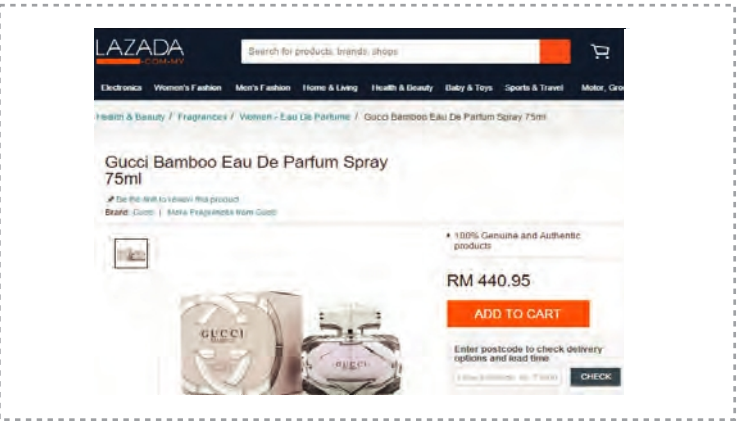 LAZADA
.COM.MY
Search for products, brands, shops
Electronics Women's Fashion Men's Fashion Home & Living Health & Beauty Baby & Toys Sports & Travel Motor, Gro
Health & Beauty / Fragrances / Women - Eau De Parfume / Gucci Bamboo Eau De Parfum Spray 75ml
Gucci Bamboo Eau De Parfum Spray
75ml
Be the first to review this product
Brand: Gucci | More Fragrances from Gucci
100% Genuine and Authentic
products
RM 440.95
ADD TO CART
Enter postcode to check delivery
options and lead time
CHECK
GUCCI
GUCCI